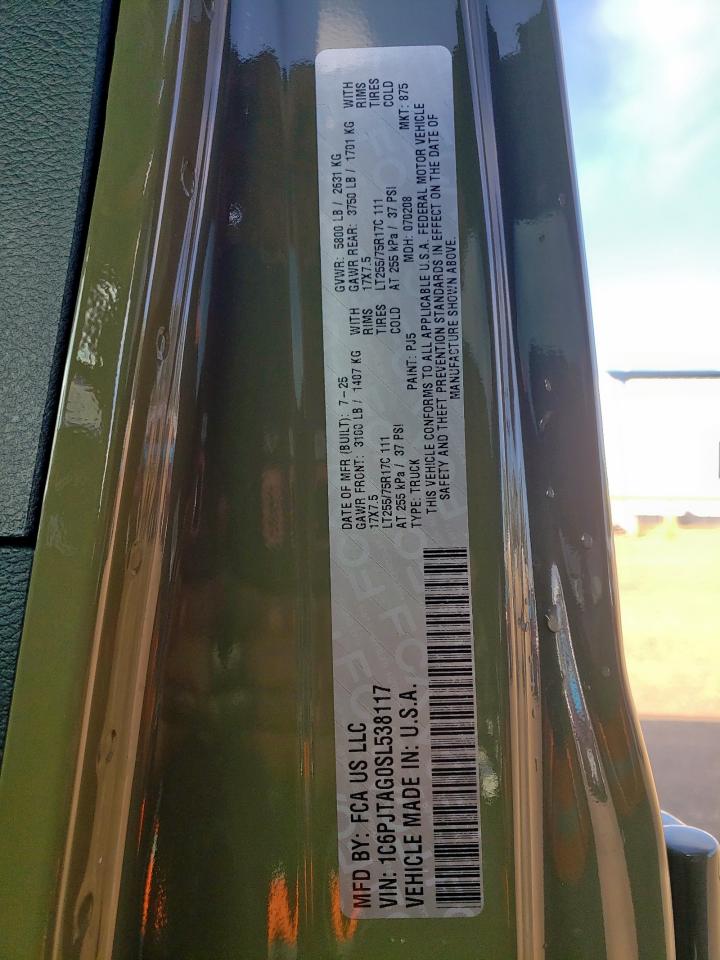 MFD BY: FCA US LLC
VIN: 1C6PJTAG0SL538117
VEHICLE MADE IN: U.S.A.
DATE OF MFR (BUILT): 7-25 GVWR: 5800 LB / 2631 KG
GAWR FRONT: 3100 LB / 1407 KG WITH GAWR REAR: 3750 LB / 1701 KG WITH
17X7.5 RIMS 17X7.5 RIMS
LT255/75R17C 111 TIRES LT255/75R17C 111 TIRES
AT 255 kPa / 37 PSI COLD AT 255 kPa / 37 PSI COLD
TYPE: TRUCK PAINT: PJ5 MDH: 070208 MKT: 875
THIS VEHICLE CONFORMS TO ALL APPLICABLE U.S.A. FEDERAL MOTOR VEHICLE
SAFETY AND THEFT PREVENTION STANDARDS IN EFFECT ON THE DATE OF
MANUFACTURE SHOWN ABOVE.